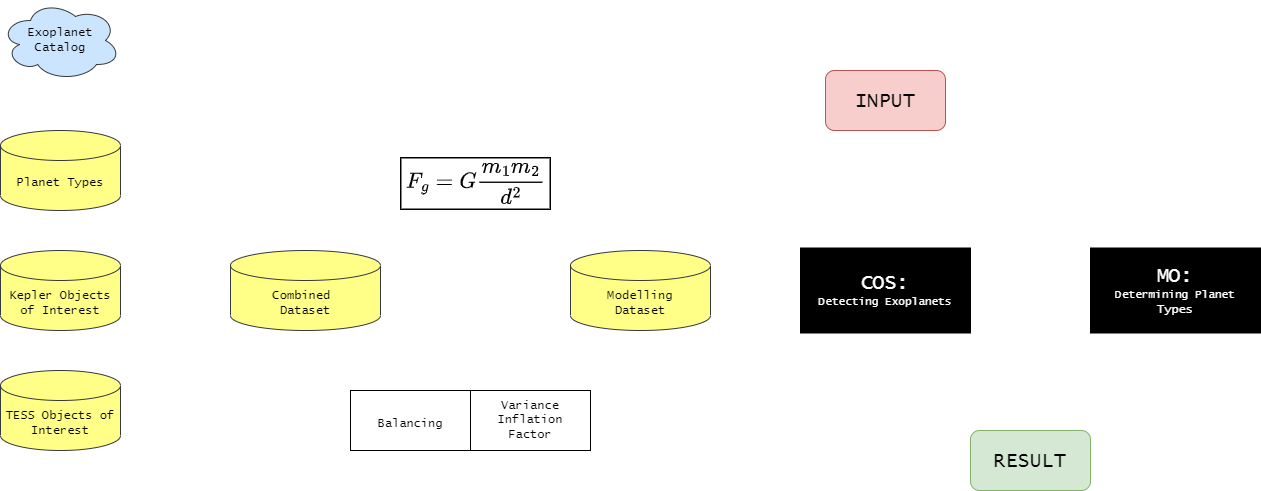 Exoplanet
Catalog
INPUT
Planet Types
F_g = G \frac{m_1 m_2}{d^2}
Kepler Objects
of Interest
Combined
Dataset
Modelling
Dataset
COS:
Detecting Exoplanets
MO:
Determining Planet
Types
TESS Objects of
Interest
Balancing
Variance
Inflation
Factor
RESULT